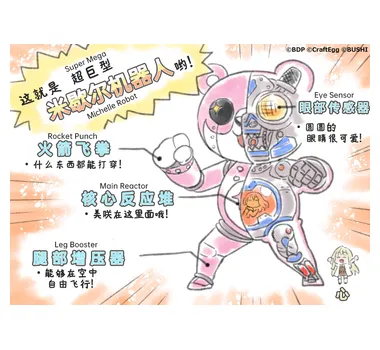 ©BDP ©CraftEgg ©BUSHI
Super Mega
这就是 超巨型
米歇尔机器人 哟！
Michelle Robot
Eye Sensor
眼部传感器
• 圆圆的
眼睛很可爱！
Rocket Punch
火箭飞拳
• 什么东西都能打穿！
Main Reactor
核心反应堆
• 美咲在这里面哦！
Leg Booster
腿部增压器
• 能够在空中
自由飞行！
心